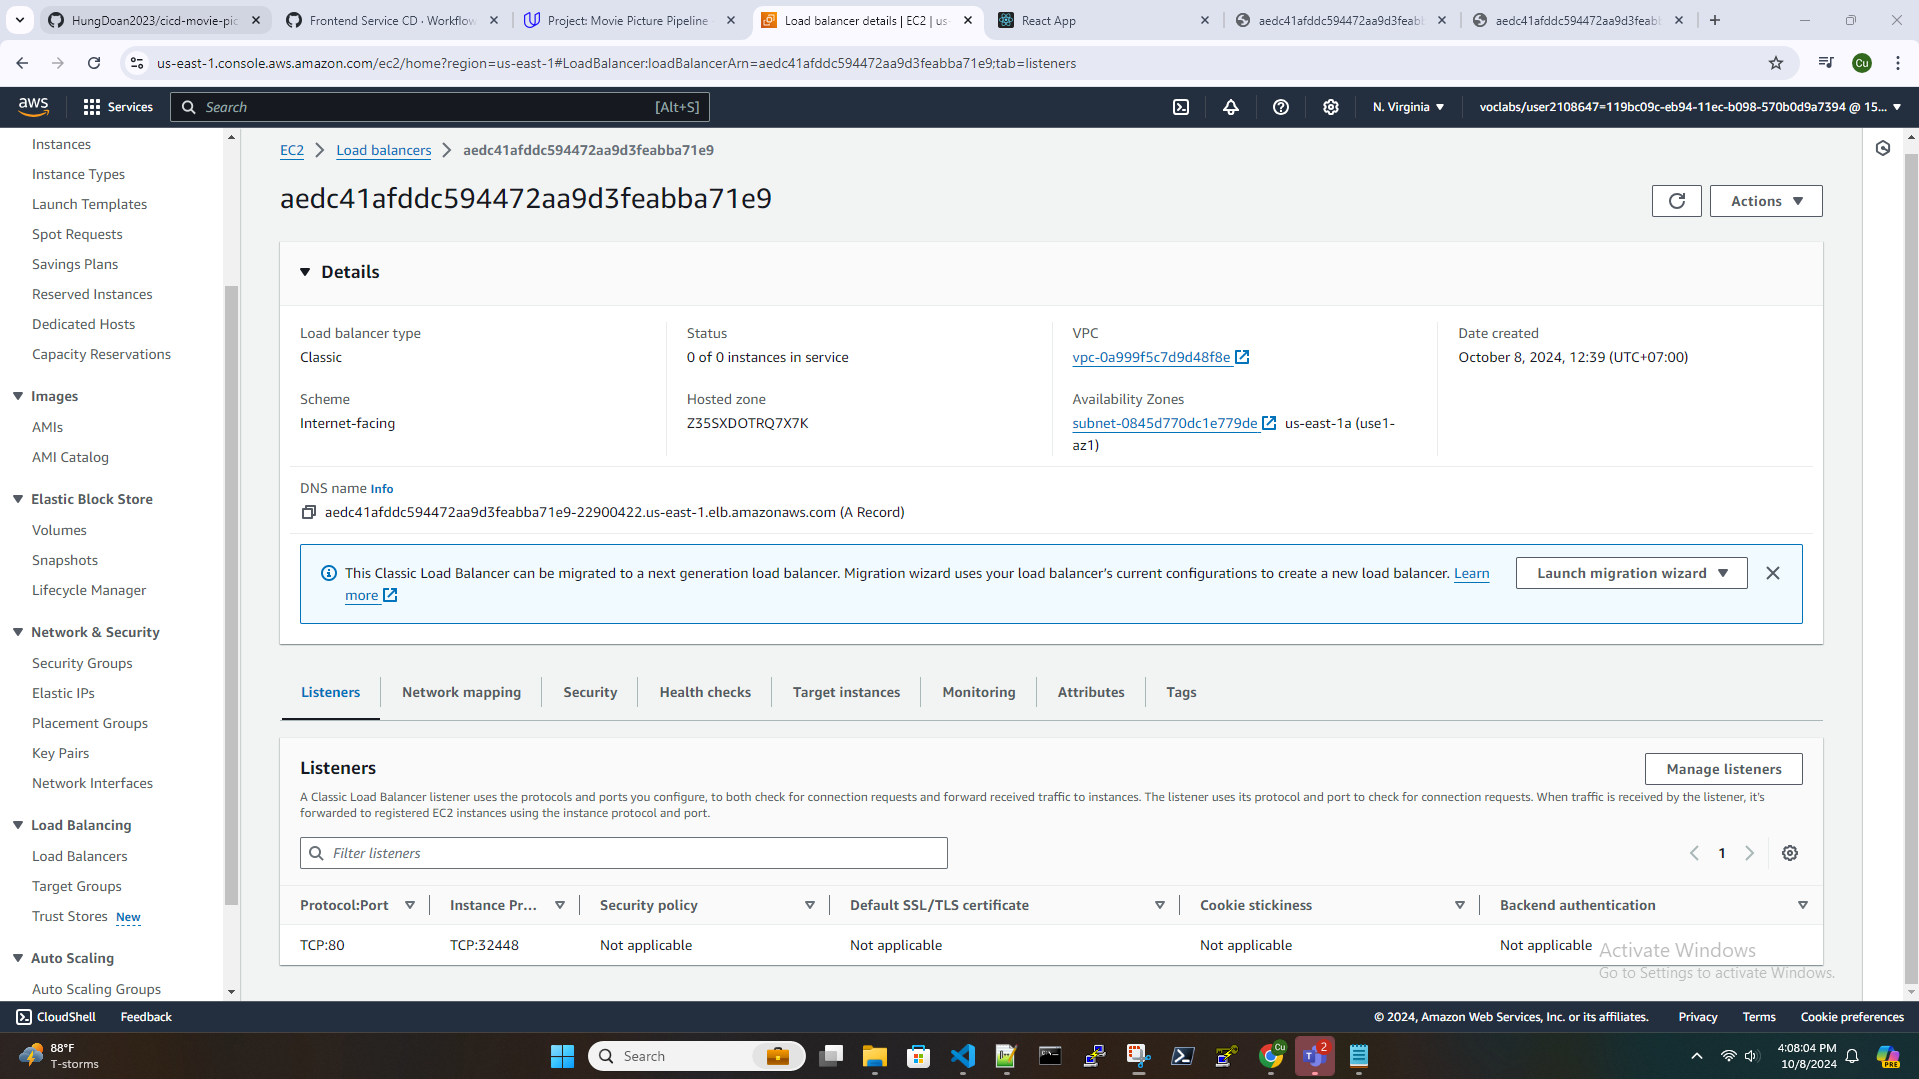 HungDoan2023/cicd-movie-pic
Frontend Service CD · Workflow
Project: Movie Picture Pipeline -
Load balancer details | EC2 | us-
React App
aedc41afddc594472aa9d3feabb
aedc41afddc594472aa9d3feabb
us-east-1.console.aws.amazon.com/ec2/home?region=us-east-1#LoadBalancer:loadBalancerArn=aedc41afddc594472aa9d3feabba71e9;tab=listeners
Cu
aws
Services
Search
[Alt+S]
N. Virginia
voclabs/user2108647=119bc09c-eb94-11ec-b098-570b0d9a7394 @ 15...
Instances
Instance Types
Launch Templates
Spot Requests
Savings Plans
Reserved Instances
Dedicated Hosts
Capacity Reservations
Images
AMIs
AMI Catalog
Elastic Block Store
Volumes
Snapshots
Lifecycle Manager
Network & Security
Security Groups
Elastic IPs
Placement Groups
Key Pairs
Network Interfaces
Load Balancing
Load Balancers
Target Groups
Trust Stores New
Auto Scaling
Auto Scaling Groups
EC2 > Load balancers > aedc41afddc594472aa9d3feabba71e9
aedc41afddc594472aa9d3feabba71e9
Actions
Details
Load balancer type
Classic
Status
0 of 0 instances in service
VPC
vpc-0a999f5c7d9d48f8e
Date created
October 8, 2024, 12:39 (UTC+07:00)
Scheme
Internet-facing
Hosted zone
Z35SXDOTRQ7X7K
Availability Zones
subnet-0845d770dc1e779de us-east-1a (use1-
az1)
DNS name Info
aedc41afddc594472aa9d3feabba71e9-22900422.us-east-1.elb.amazonaws.com (A Record)
This Classic Load Balancer can be migrated to a next generation load balancer. Migration wizard uses your load balancer's current configurations to create a new load balancer. Learn
more
Launch migration wizard
Listeners
Network mapping
Security
Health checks
Target instances
Monitoring
Attributes
Tags
Listeners
Manage listeners
A Classic Load Balancer listener uses the protocols and ports you configure, to both check for connection requests and forward received traffic to instances. The listener uses its protocol and port to check for connection requests. When traffic is received by the listener, it's
forwarded to registered EC2 instances using the instance protocol and port.
Filter listeners
1
Protocol:Port
Instance Pr...
Security policy
Default SSL/TLS certificate
Cookie stickiness
Backend authentication
TCP:80
TCP:32448
Not applicable
Not applicable
Not applicable
Not applicable
Activate Windows
Go to Settings to activate Windows.
CloudShell
Feedback
© 2024, Amazon Web Services, Inc. or its affiliates.
Privacy
Terms
Cookie preferences
88°F
T-storms
Search
Cu
2
4:08:04 PM
10/8/2024
PRE